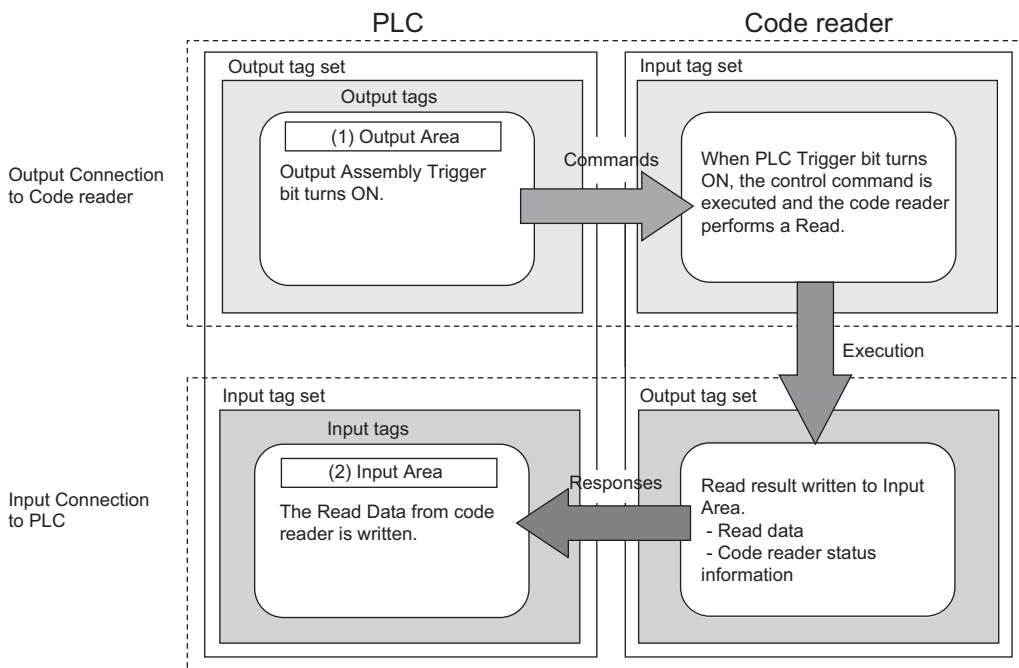 PLC
Code reader
Output tag set
Input tag set
Output tags
(1) Output Area
Output Assembly Trigger
bit turns ON.
Commands
When PLC Trigger bit turns
ON, the control command is
executed and the code reader
performs a Read.
Output Connection
to Code reader
Execution
Input tag set
Output tag set
Input tags
(2) Input Area
The Read Data from code
reader is written.
Responses
Read result written to Input
Area.
- Read data
- Code reader status
information
Input Connection
to PLC